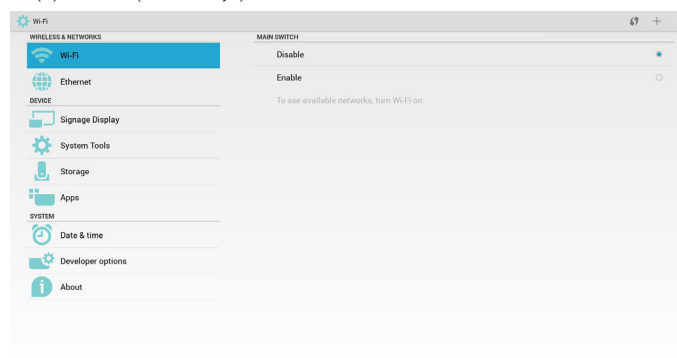 Wi-Fi
WIRELESS & NETWORKS
Wi-Fi
Ethernet
DEVICE
Signage Display
System Tools
Storage
Apps
SYSTEM
Date & time
Developer options
About
MAIN SWITCH
Disable
Enable
To see available networks, turn Wi-Fi on.